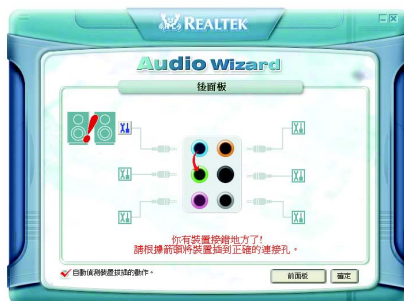 REALTEK
Audio Wizard
後面板
你有裝置接錯地方了!
請根據箭頭將裝置插到正確的連接孔。
自動偵測裝置拔插的動作。
前面板
確定